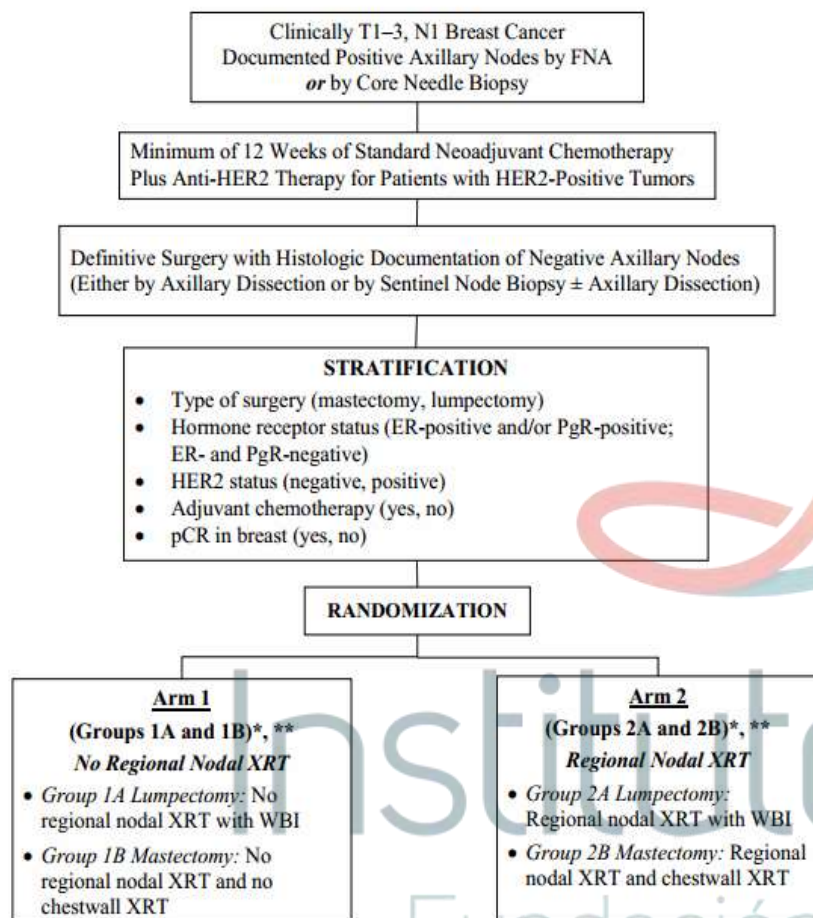 Clinically T1–3, N1 Breast Cancer
Documented Positive Axillary Nodes by FNA
or by Core Needle Biopsy
Minimum of 12 Weeks of Standard Neoadjuvant Chemotherapy
Plus Anti-HER2 Therapy for Patients with HER2-Positive Tumors
Definitive Surgery with Histologic Documentation of Negative Axillary Nodes
(Either by Axillary Dissection or by Sentinel Node Biopsy ± Axillary Dissection)
STRATIFICATION
• Type of surgery (mastectomy, lumpectomy)
• Hormone receptor status (ER-positive and/or PgR-positive;
ER- and PgR-negative)
• HER2 status (negative, positive)
• Adjuvant chemotherapy (yes, no)
• pCR in breast (yes, no)
RANDOMIZATION
Arm 1
(Groups 1A and 1B)*, **
No Regional Nodal XRT
• Group 1A Lumpectomy: No
regional nodal XRT with WBI
• Group 1B Mastectomy: No
regional nodal XRT and no
chestwall XRT
Arm 2
(Groups 2A and 2B)*, **
Regional Nodal XRT
• Group 2A Lumpectomy:
Regional nodal XRT with WBI
• Group 2B Mastectomy: Regional
nodal XRT and chestwall XRT
Instituto
Fundación